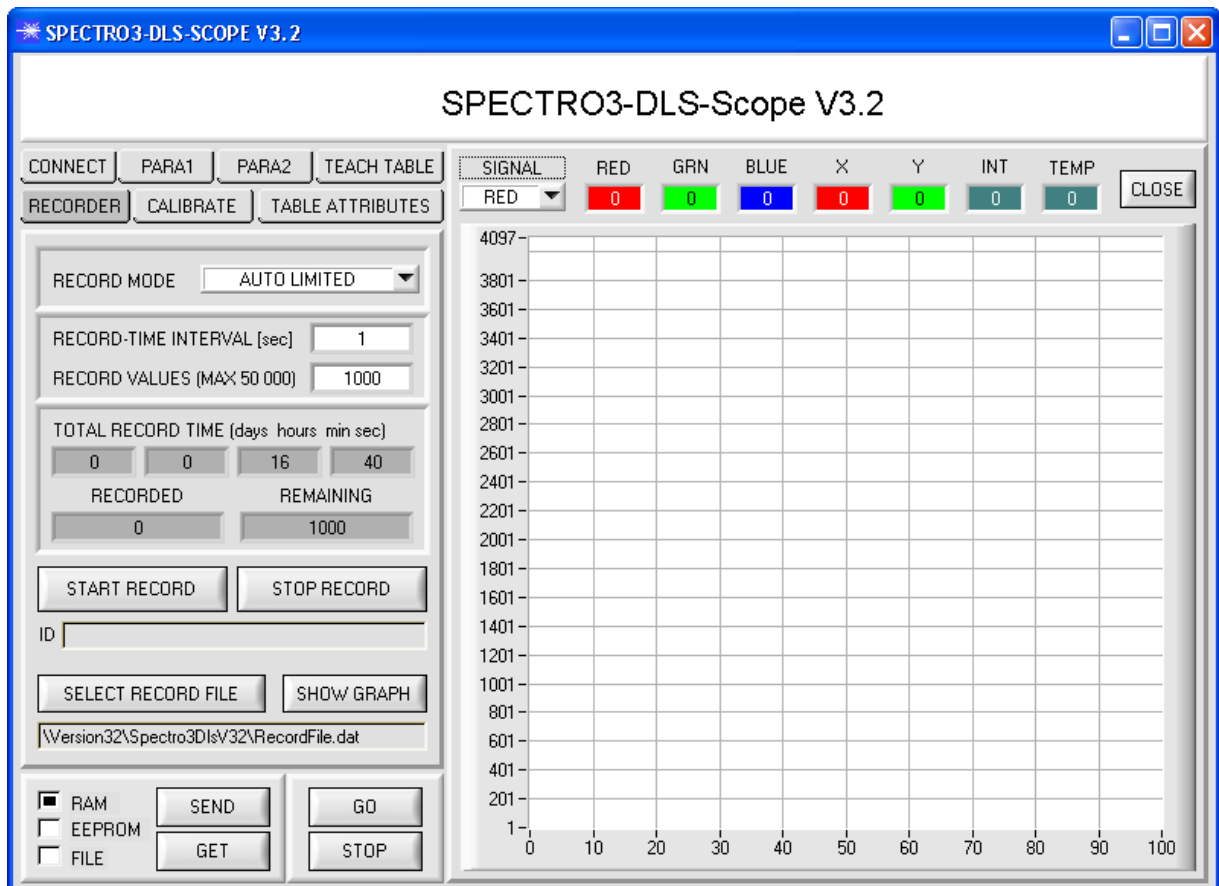 SPECTRO3-DLS-SCOPE V3.2
SPECTRO3-DLS-Scope V3.2
CONNECT PARA1 PARA2 TEACH TABLE
RECORDER CALIBRATE TABLE ATTRIBUTES
RECORD MODE AUTO LIMITED
RECORD-TIME INTERVAL [sec] 1
RECORD VALUES (MAX 50 000) 1000
TOTAL RECORD TIME (days hours min sec)
0 0 16 40
RECORDED REMAINING
0 1000
START RECORD STOP RECORD
ID
SELECT RECORD FILE SHOW GRAPH
\Version32\Spectro3DlsV32\RecordFile.dat
RAM
EEPROM
FILE
SEND
GET
GO
STOP
SIGNAL RED GRN BLUE X Y INT TEMP
RED 0 0 0 0 0 0 0
CLOSE
4097
3801
3601
3401
3201
3001
2801
2601
2401
2201
2001
1801
1601
1401
1201
1001
801
601
401
201
1
0 10 20 30 40 50 60 70 80 90 100